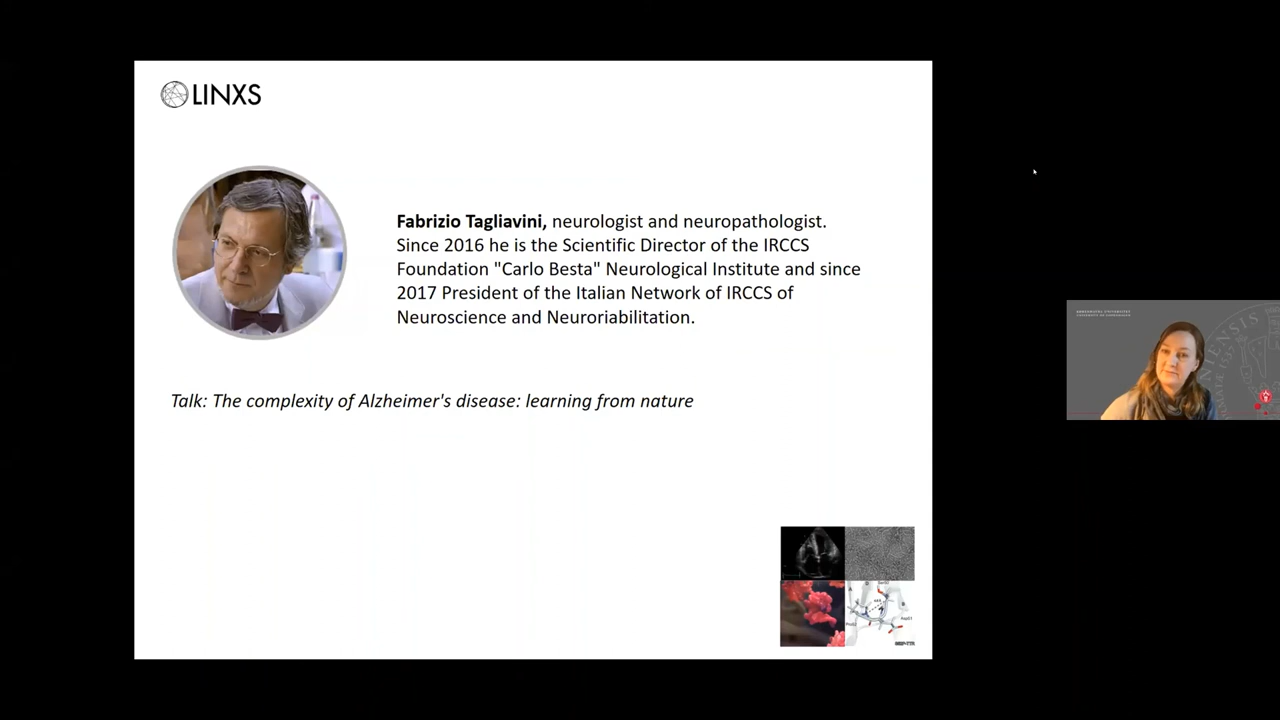 LINXS
Fabrizio Tagliavini, neurologist and neuropathologist.
Since 2016 he is the Scientific Director of the IRCCS
Foundation "Carlo Besta" Neurological Institute and since
2017 President of the Italian Network of IRCCS of
Neuroscience and Neuroriabilitation.
Talk: The complexity of Alzheimer's disease: learning from nature